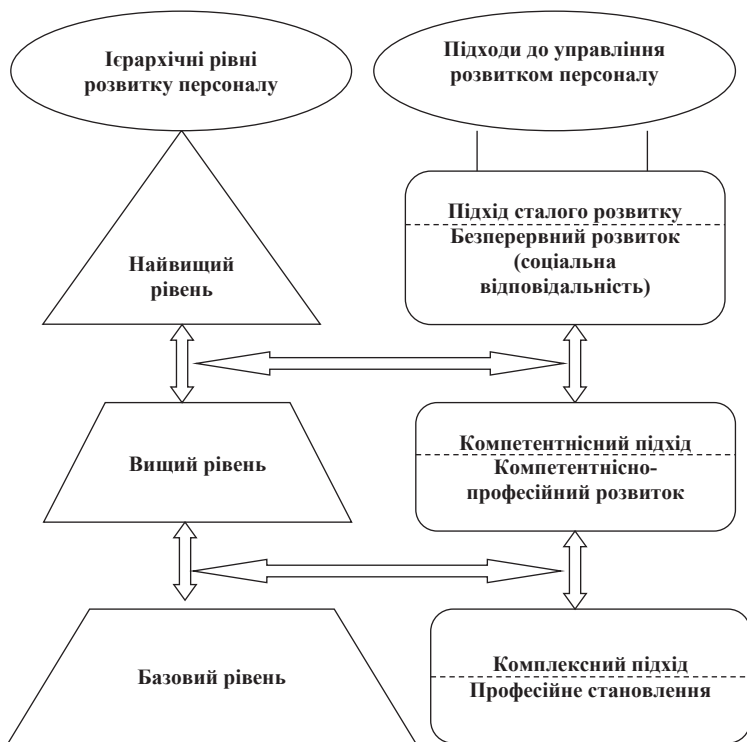 Ієрархічні рівні
розвитку персоналу
Підходи до управління
розвитком персоналу
Найвищий
рівень
Підхід сталого розвитку
Безперервний розвиток
(соціальна
відповідальність)
Вищий рівень
Компетентнісний підхід
Компетентнісно-
професійний розвиток
Базовий рівень
Комплексний підхід
Професійне становлення